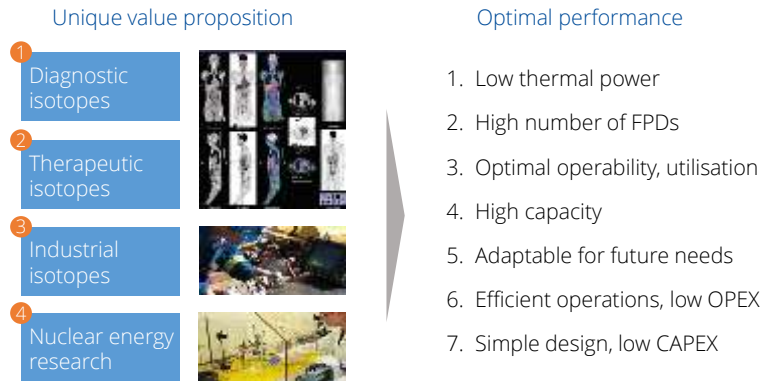 Unique value proposition
1
Diagnostic
isotopes
2
Therapeutic
isotopes
3
Industrial
isotopes
4
Nuclear energy
research
Optimal performance
1. Low thermal power
2. High number of FPDs
3. Optimal operability, utilisation
4. High capacity
5. Adaptable for future needs
6. Efficient operations, low OPEX
7. Simple design, low CAPEX